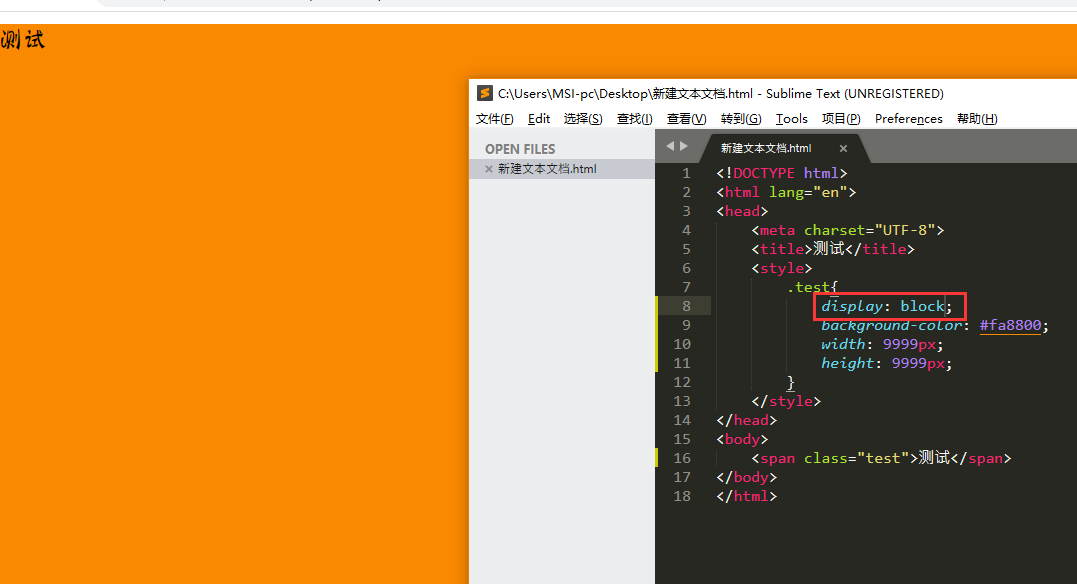 测试
C:\Users\MSI-pc\Desktop\新建文本文档.html - Sublime Text (UNREGISTERED)
文件(F) Edit 选择(S) 查找(I) 查看(V) 转到(G) Tools 项目(P) Preferences 帮助(H)
OPEN FILES
新建文本文档.html
新建文本文档.html
1 <!DOCTYPE html>
2 <html lang="en">
3 <head>
4 <meta charset="UTF-8">
5 <title>测试</title>
6 <style>
7 .test{
8 display: block;
9 background-color: #fa8800;
10 width: 9999px;
11 height: 9999px;
12 }
13 </style>
14 </head>
15 <body>
16 <span class="test">测试</span>
17 </body>
18 </html>